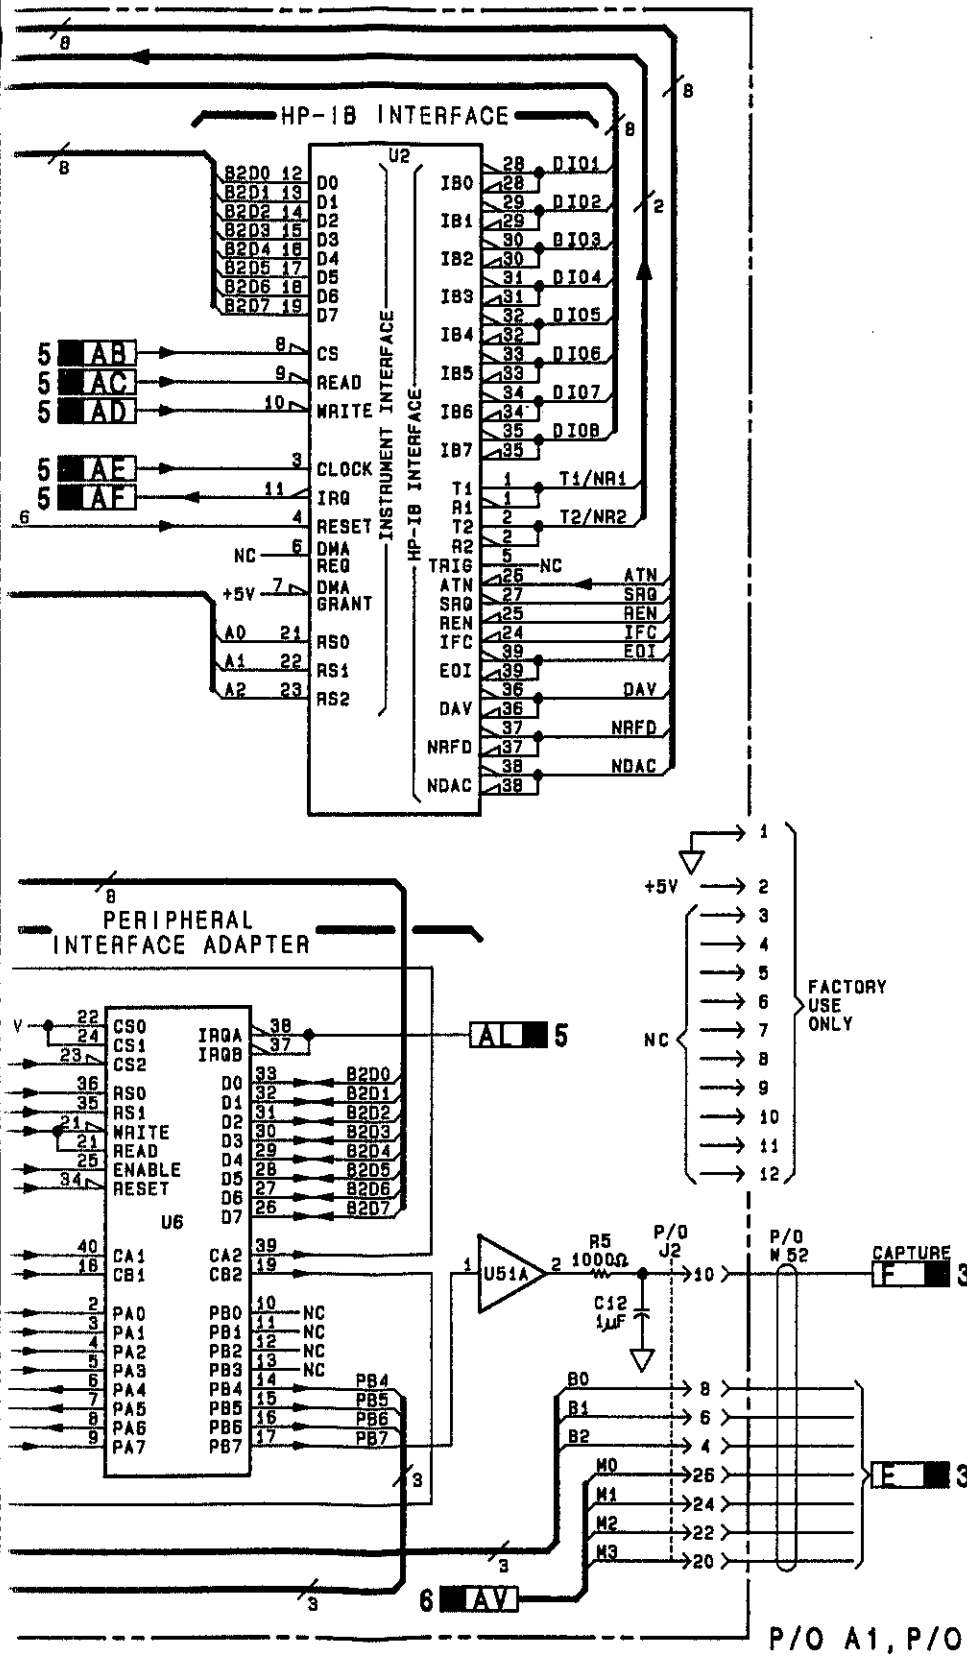 8
8
HP-IB INTERFACE
8
8
2
U2
B2D0 12 D0
B2D1 13 D1
B2D2 14 D2
B2D3 15 D3
B2D4 16 D4
B2D5 17 D5
B2D6 18 D6
B2D7 19 D7
5 AB 8 CS
5 AC 9 READ
5 AD 10 WRITE
5 AE 3 CLOCK
5 AF 11 IRQ
6 4 RESET
NC 6 DMA REQ
+5V 7 DMA GRANT
A0 21 RS0
A1 22 RS1
A2 23 RS2
INSTRUMENT INTERFACE
HP-IB INTERFACE
IB0 28 28 DIO1
IB1 29 29 DIO2
IB2 30 30 DIO3
IB3 31 31 DIO4
IB4 32 32 DIO5
IB5 33 33 DIO6
IB6 34 34 DIO7
IB7 35 35 DIO8
T1 1 T1/NR1
R1 1
T2 2 T2/NR2
R2 2
TRIG 5 NC
ATN 26 ATN
SRQ 27 SRQ
REN 25 REN
IFC 24 IFC
EOI 39 39 EOI
DAV 36 36 DAV
NRFD 37 37 NRFD
NDAC 38 38 NDAC
1
+5V 2
3
4
5
6
7
8
9
10
11
12
NC
FACTORY
USE
ONLY
8
PERIPHERAL
INTERFACE ADAPTER
V 22 CS0
24 CS1
23 CS2
36 RS0
35 RS1
21 WRITE
21 READ
25 ENABLE
34 RESET
U6
40 CA1
18 CB1
2 PA0
3 PA1
4 PA2
5 PA3
6 PA4
7 PA5
8 PA6
9 PA7
IRQA 38
IRQB 37
AL 5
D0 33 B2D0
D1 32 B2D1
D2 31 B2D2
D3 30 B2D3
D4 29 B2D4
D5 28 B2D5
D6 27 B2D6
D7 26 B2D7
CA2 39
CB2 19
PB0 10 NC
PB1 11 NC
PB2 12 NC
PB3 13 NC
PB4 14 PB4
PB5 15 PB5
PB6 16 PB6
PB7 17 PB7
3
1 U51A 2
R5
1000Ω
C12
1µF
P/O
J2
10
P/O
W52
CAPTURE
F 3
B0 8
B1 6
B2 4
M0 26
M1 24
M2 22
M3 20
E 3
3
3
6 AV
P/O A1, P/O